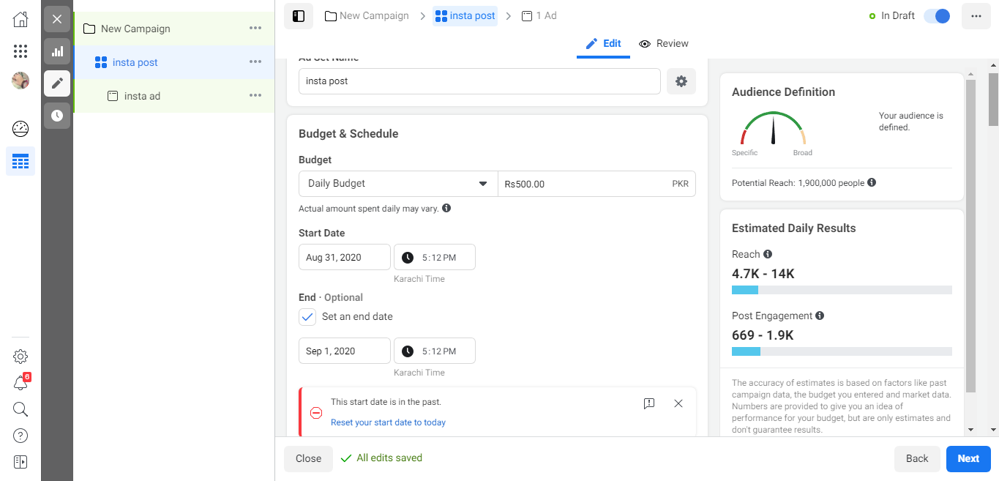 New Campaign
insta post
insta ad
New Campaign
insta post
1 Ad
In Draft
Edit
Review
Ad Set Name
insta post
Budget & Schedule
Budget
Daily Budget
Rs500.00
PKR
Actual amount spent daily may vary.
Start Date
Aug 31, 2020
5:12 PM
Karachi Time
End · Optional
Set an end date
Sep 1, 2020
5:12 PM
Karachi Time
This start date is in the past.
Reset your start date to today
Audience Definition
Specific
Broad
Your audience is
defined.
Potential Reach: 1,900,000 people
Estimated Daily Results
Reach
4.7K - 14K
Post Engagement
669 - 1.9K
The accuracy of estimates is based on factors like past
campaign data, the budget you entered and market data.
Numbers are provided to give you an idea of
performance for your budget, but are only estimates and
don't guarantee results.
6
Close
All edits saved
Back
Next